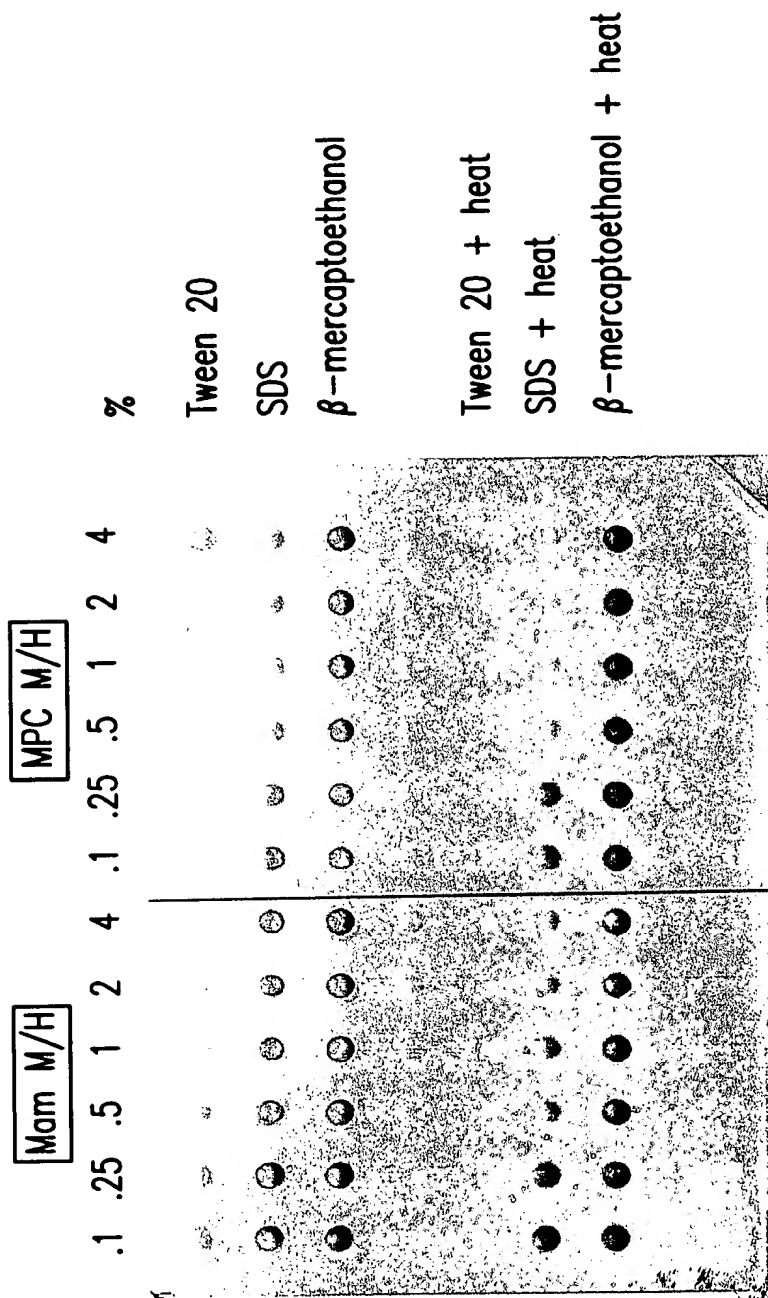 Mam M/H MPC M/H
.1 .25 .5 1 2 4 .1 .25 .5 1 2 4 %
Tween 20
SDS
β-mercaptoethanol
Tween 20 + heat
SDS + heat
β-mercaptoethanol + heat